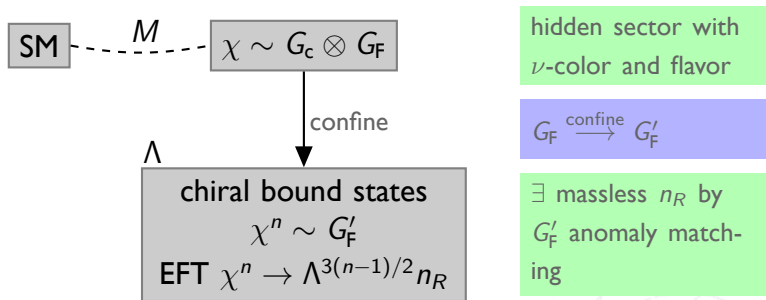 SM
M
χ ∼ G_c ⊗ G_F
confine
Λ
chiral bound states
χ^n ∼ G'_F
EFT χ^n → Λ^{3(n−1)/2} n_R
hidden sector with
ν-color and flavor
G_F \xrightarrow{confine} G'_F
∃ massless n_R by
G'_F anomaly match-
ing